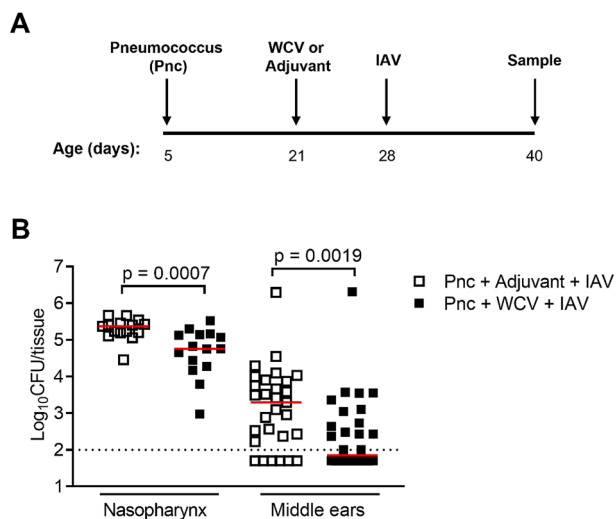 A
Pneumococcus
(Pnc)
WCV or
Adjuvant
IAV
Sample
Age (days):
5
21
28
40
B
p = 0.0007
p = 0.0019
Pnc + Adjuvant + IAV
Pnc + WCV + IAV
Log10CFU/tissue
7
6
5
4
3
2
1
Nasopharynx
Middle ears